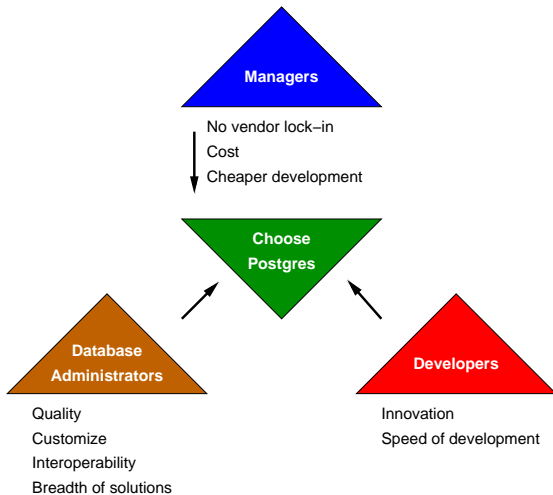 Managers
No vendor lock−in
Cost
Cheaper development
Choose
Postgres
Database
Administrators
Quality
Customize
Interoperability
Breadth of solutions
Developers
Innovation
Speed of development